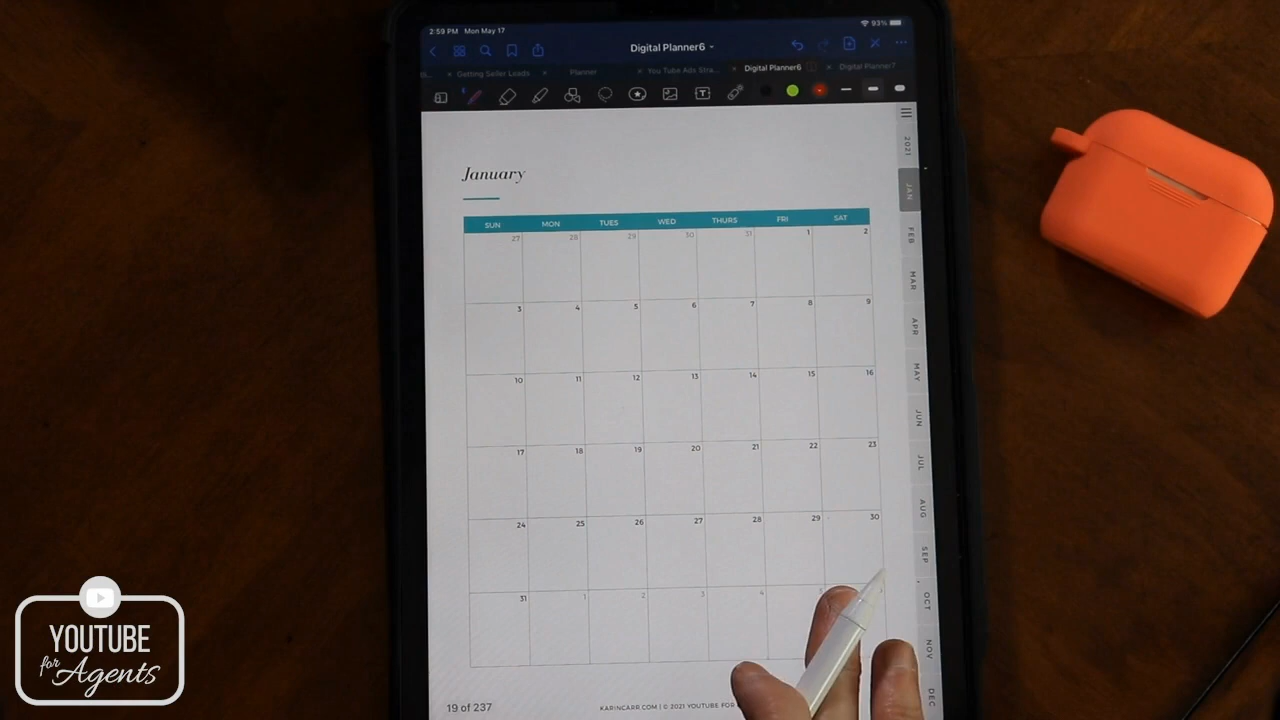 2:59 PM Mon May 17
93%
Digital Planner6
Getting Seller Leads
Planner
You Tube Ads Stra...
Digital Planner6
Digital Planner7
2021
January
JAN
SUN MON TUES WED THURS FRI SAT
27 28 29 30 31 1 2
FEB
MAR
3 4 5 6 7 8 9
APR
MAY
10 11 12 13 14 15 16
JUN
JUL
17 18 19 20 21 22 23
AUG
24 25 26 27 28 29 30
SEP
OCT
31 1 2 3 4
NOV
DEC
19 of 237
KARINCARR.COM | © 2021 YOUTUBE FOR
YOUTUBE
for Agents